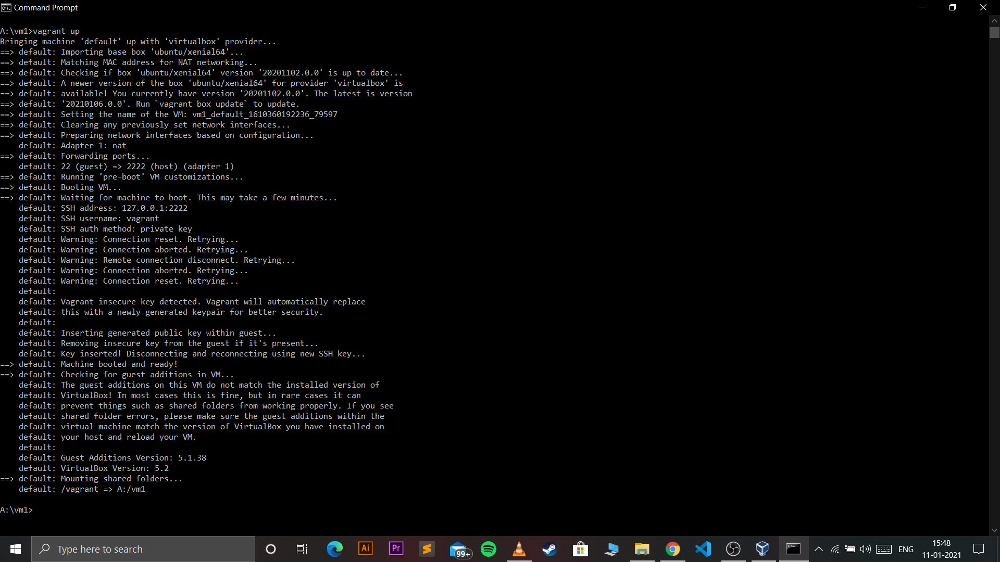 Command Prompt
A:\vm1>vagrant up
Bringing machine 'default' up with 'virtualbox' provider...
==> default: Importing base box 'ubuntu/xenial64'...
==> default: Matching MAC address for NAT networking...
==> default: Checking if box 'ubuntu/xenial64' version '20201102.0.0' is up to date...
==> default: A newer version of the box 'ubuntu/xenial64' for provider 'virtualbox' is
==> default: available! You currently have version '20201102.0.0'. The latest is version
==> default: '20210106.0.0'. Run `vagrant box update` to update.
==> default: Setting the name of the VM: vm1_default_1610360192236_79597
==> default: Clearing any previously set network interfaces...
==> default: Preparing network interfaces based on configuration...
    default: Adapter 1: nat
==> default: Forwarding ports...
    default: 22 (guest) => 2222 (host) (adapter 1)
==> default: Running 'pre-boot' VM customizations...
==> default: Booting VM...
==> default: Waiting for machine to boot. This may take a few minutes...
    default: SSH address: 127.0.0.1:2222
    default: SSH username: vagrant
    default: SSH auth method: private key
    default: Warning: Connection reset. Retrying...
    default: Warning: Connection aborted. Retrying...
    default: Warning: Remote connection disconnect. Retrying...
    default: Warning: Connection aborted. Retrying...
    default: Warning: Connection reset. Retrying...
    default:
    default: Vagrant insecure key detected. Vagrant will automatically replace
    default: this with a newly generated keypair for better security.
    default:
    default: Inserting generated public key within guest...
    default: Removing insecure key from the guest if it's present...
    default: Key inserted! Disconnecting and reconnecting using new SSH key...
==> default: Machine booted and ready!
==> default: Checking for guest additions in VM...
    default: The guest additions on this VM do not match the installed version of
    default: VirtualBox! In most cases this is fine, but in rare cases it can
    default: prevent things such as shared folders from working properly. If you see
    default: shared folder errors, please make sure the guest additions within the
    default: virtual machine match the version of VirtualBox you have installed on
    default: your host and reload your VM.
    default:
    default: Guest Additions Version: 5.1.38
    default: VirtualBox Version: 5.2
==> default: Mounting shared folders...
    default: /vagrant => A:/vm1
A:\vm1>
Type here to search
Ai
Pr
99+
ENG
15:48
11-01-2021